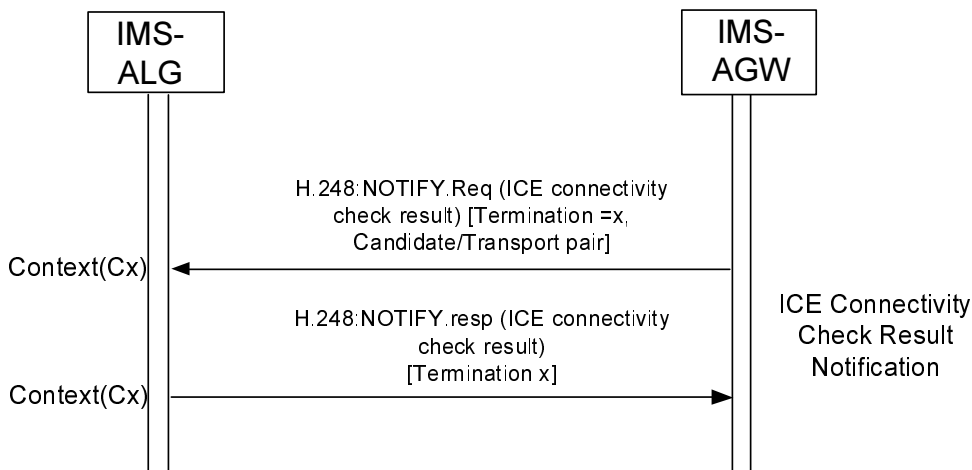 IMS-
ALG
IMS-
AGW
H.248:NOTIFY.Req (ICE connectivity
check result) [Termination =x,
Candidate/Transport pair]
Context(Cx)
H.248:NOTIFY.resp (ICE connectivity
check result)
[Termination x]
Context(Cx)
ICE Connectivity
Check Result
Notification